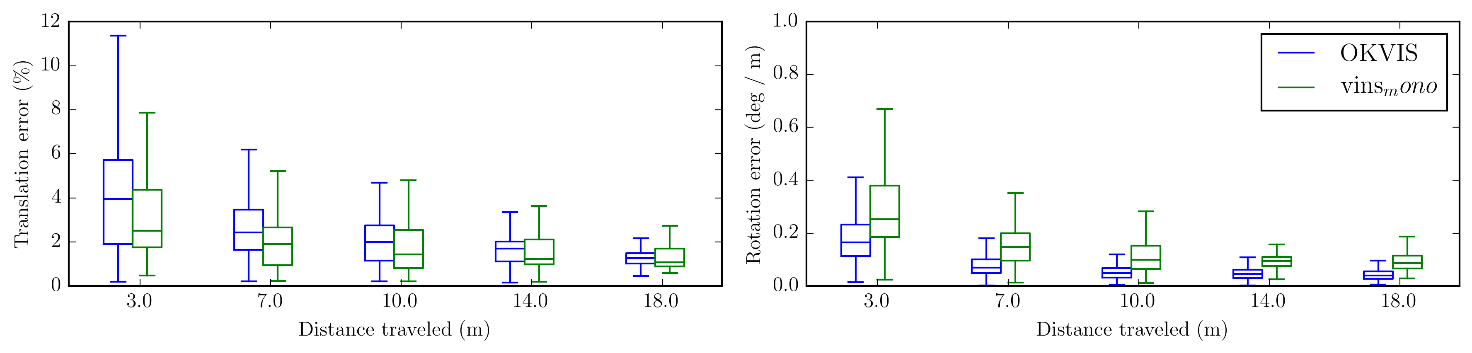 Translation error (%)
12
10
8
6
4
2
0
3.0 7.0 10.0 14.0 18.0
Distance traveled (m)
Rotation error (deg / m)
1.0
0.8
0.6
0.4
0.2
0.0
3.0 7.0 10.0 14.0 18.0
Distance traveled (m)
OKVIS
vinsₘono